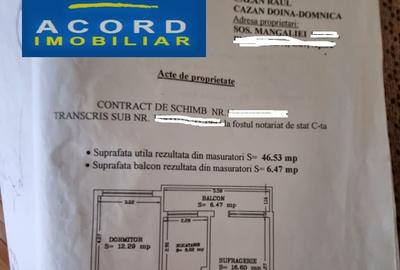 ACORD
IMOBILIAR
CAZAN RAUL
CAZAN DOINA-DOMNICA
Adresa proprietari:
SOS. MANGALIEI
Acte de proprietate
CONTRACT DE SCHIMB NR.
TRANSCRIS SUB NR. la fostul notariat de stat C-ta
• Suprafata utila rezultata din masuratori S= 46.53 mp
• Suprafata balcon rezultata din masuratori S= 6.47 mp
BALCON
S= 6.47 mp
DORMITOR
S= 12.29 mp
SUFRAGERIE
S= 16.60 mp